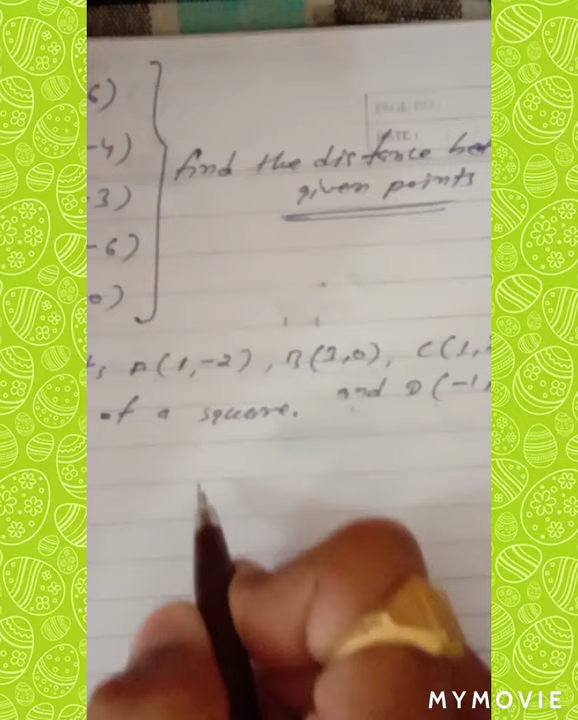 6)
-4)
3)
-6)
0)
PAGE NO:
DATE:
find the distance bet
given points
A(1,-2), B(3,0), C(1,
of a square. and D(-1,
MYMOVIE